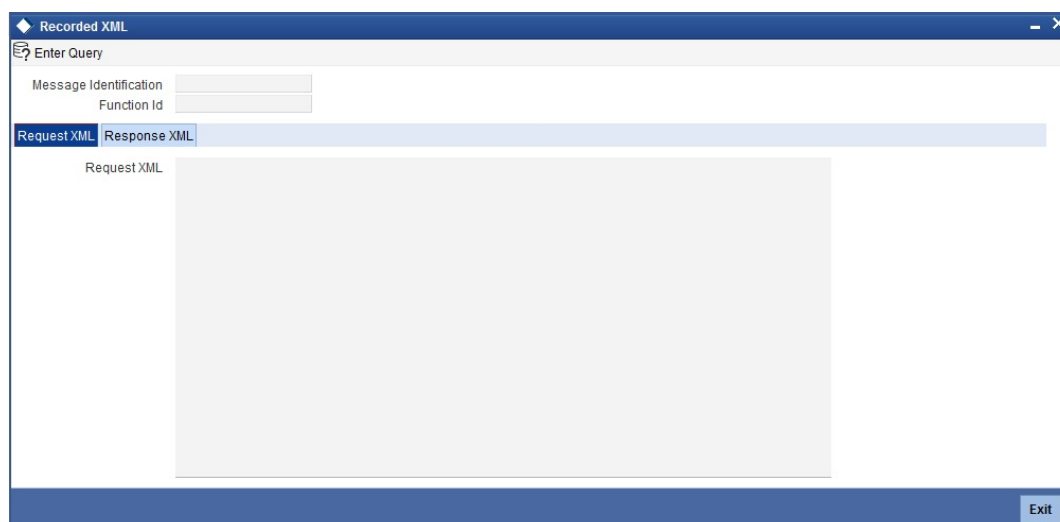 Recorded XML
Enter Query
Message Identification
Function Id
Request XML Response XML
Request XML
Exit